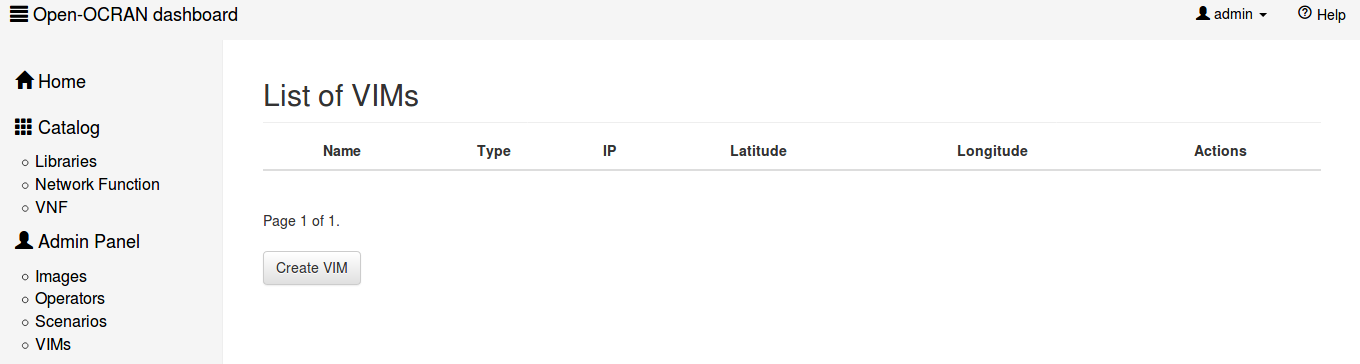 Open-OCRAN dashboard
admin
Help
Home
Catalog
Libraries
Network Function
VNF
Admin Panel
Images
Operators
Scenarios
VIMs
List of VIMs
Name Type IP Latitude Longitude Actions
Page 1 of 1.
Create VIM